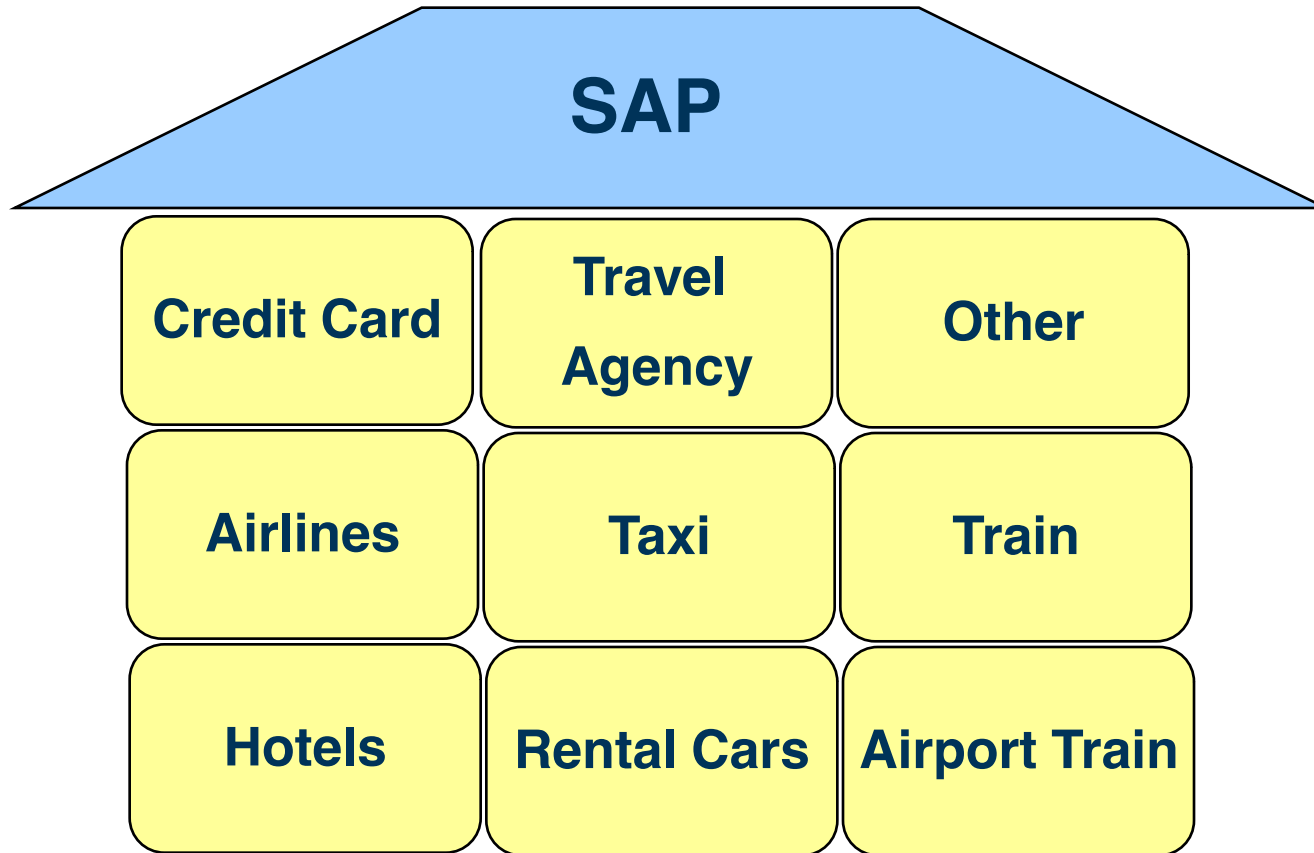 SAP
Credit Card
Travel
Agency
Other
Airlines
Taxi
Train
Hotels
Rental Cars
Airport Train